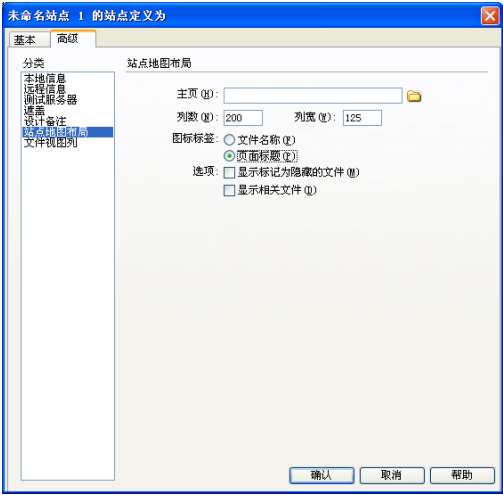 未命名站点 1 的站点定义为
基本 高级
分类
本地信息
远程信息
测试服务器
遮盖
设计备注
站点地图布局
文件视图列
站点地图布局
主页(H):
列数(N): 200 列宽(W): 125
图标标签: 文件名称(F)
页面标题(P)
选项: 显示标记为隐藏的文件(M)
显示相关文件(D)
确认 取消 帮助